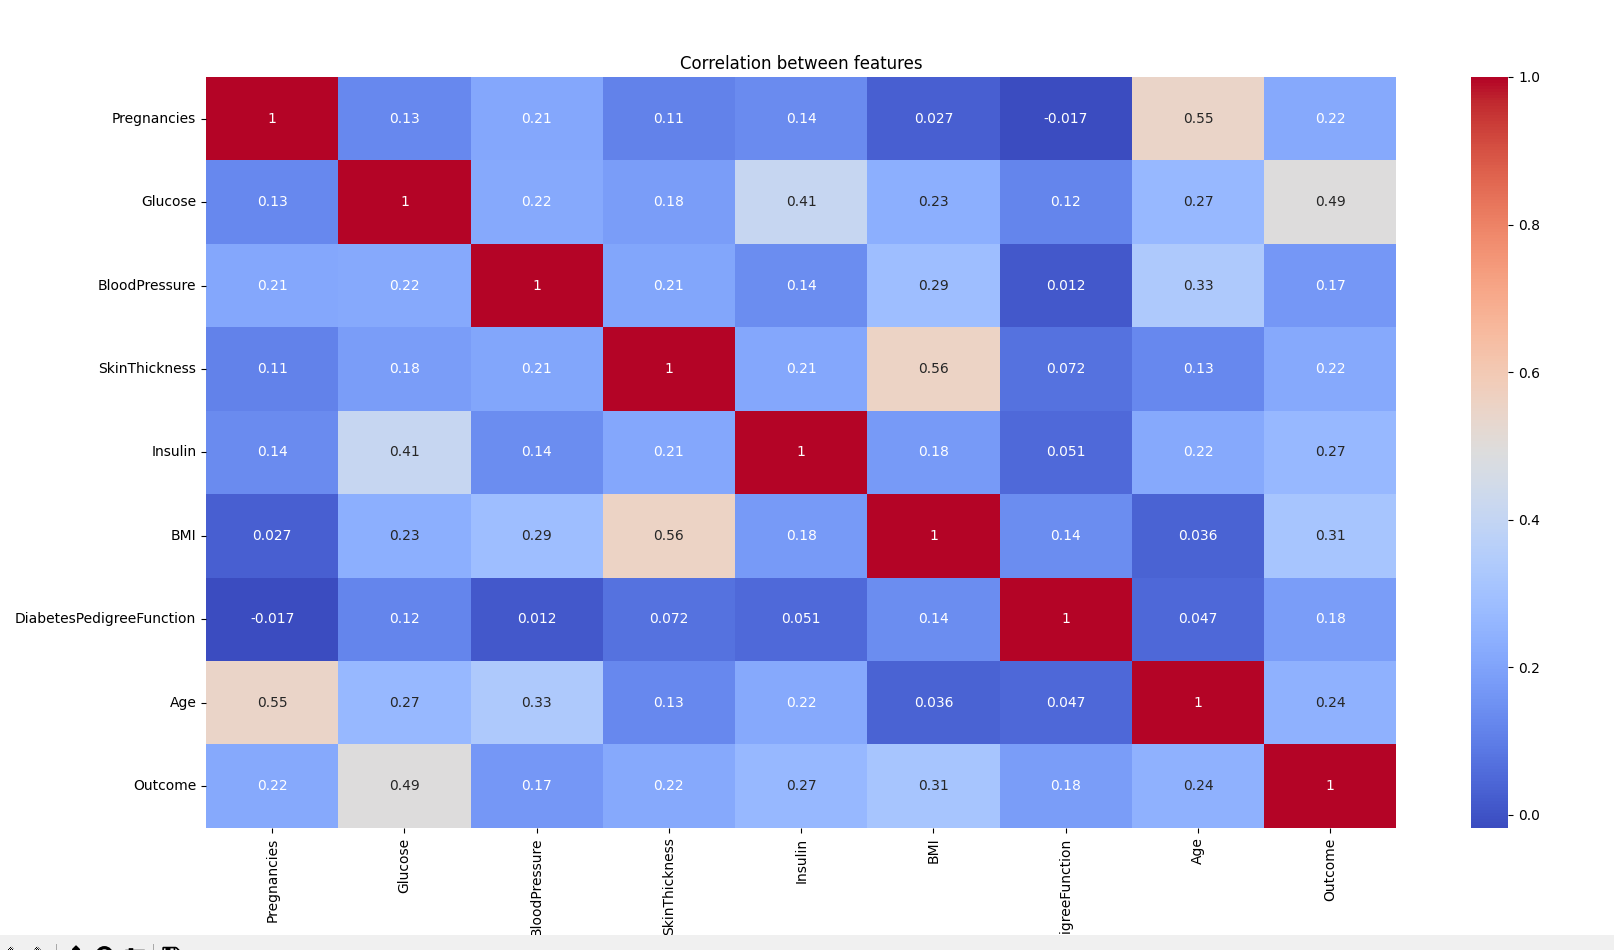 Correlation between features
Pregnancies 1 0.13 0.21 0.11 0.14 0.027 -0.017 0.55 0.22
Glucose 0.13 1 0.22 0.18 0.41 0.23 0.12 0.27 0.49
BloodPressure 0.21 0.22 1 0.21 0.14 0.29 0.012 0.33 0.17
SkinThickness 0.11 0.18 0.21 1 0.21 0.56 0.072 0.13 0.22
Insulin 0.14 0.41 0.14 0.21 1 0.18 0.051 0.22 0.27
BMI 0.027 0.23 0.29 0.56 0.18 1 0.14 0.036 0.31
DiabetesPedigreeFunction -0.017 0.12 0.012 0.072 0.051 0.14 1 0.047 0.18
Age 0.55 0.27 0.33 0.13 0.22 0.036 0.047 1 0.24
Outcome 0.22 0.49 0.17 0.22 0.27 0.31 0.18 0.24 1
Pregnancies
Glucose
BloodPressure
SkinThickness
Insulin
BMI
igreeFunction
Age
Outcome
1.0
0.8
0.6
0.4
0.2
0.0